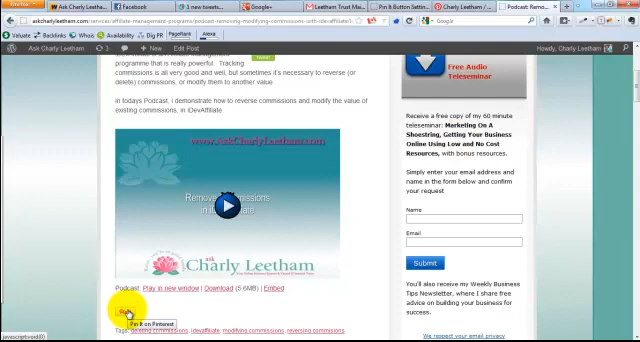 Firefox
Facebook
1 new tweets
Google+
Leetham Trust Ma
Pin It Button Settin
Charly Leetham / 
Podcast: Remo
askcharlyleetham.com/services/affiliate-management-programs/podcast-removing-modifying-commissions-with-idevaffiliate/
Google
Valuate
Links
Density
Social
Diagnosis
Info
PageRank
Alexa
Ask Charly Leetham
3
+ New
Edit Post
Howdy, Charly Leetham
programme that is really powerful. Tracking
Tweet
commissions is all very good and well, but sometimes it's necessary to reverse (or
delete) commissions, or modify them to another value.
In todays Podcast, i demonstrate how to reverse commissions and modify the value of
existing commissions, in IDevAffiliate.
www.AskCharlyLeetham.com
ask
Charly Leetham
Podcast: Play in new window | Download (5.6MB) | Embed
Pin It on Pinterest
Tags: deleting commissions, idevaffiliate, modifying commissions, reversing commissions
javascript:void(0)
Free Audio
Teleseminar
Receive a free copy of my 60 minute
teleseminar: Marketing On A
Shoestring, Getting Your Business
Online Using Low and No Cost
Resources, with bonus resources.
Simply enter your email address and
name in the form below and confirm
your request
Name
Email
Submit
You'll also receive my Weekly Business
Tips Newsletter, where I share free
advice on building your business for
success.
We respect your email privacy